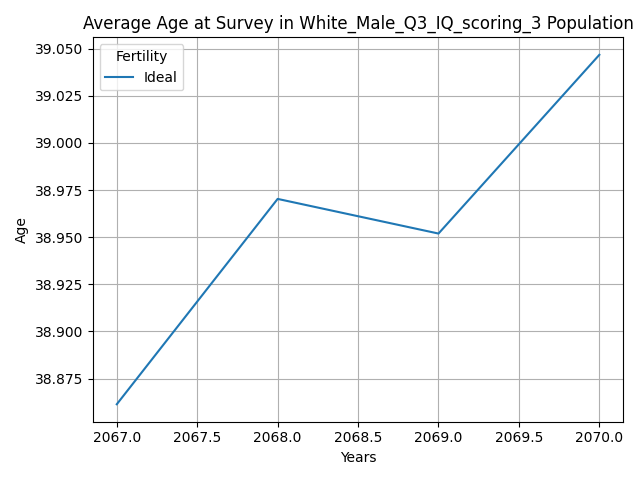 Average Age at Survey in White_Male_Q3_IQ_scoring_3 Population
Fertility
Ideal
39.050
39.025
39.000
38.975
38.950
38.925
38.900
38.875
Age
2067.0 2067.5 2068.0 2068.5 2069.0 2069.5 2070.0
Years